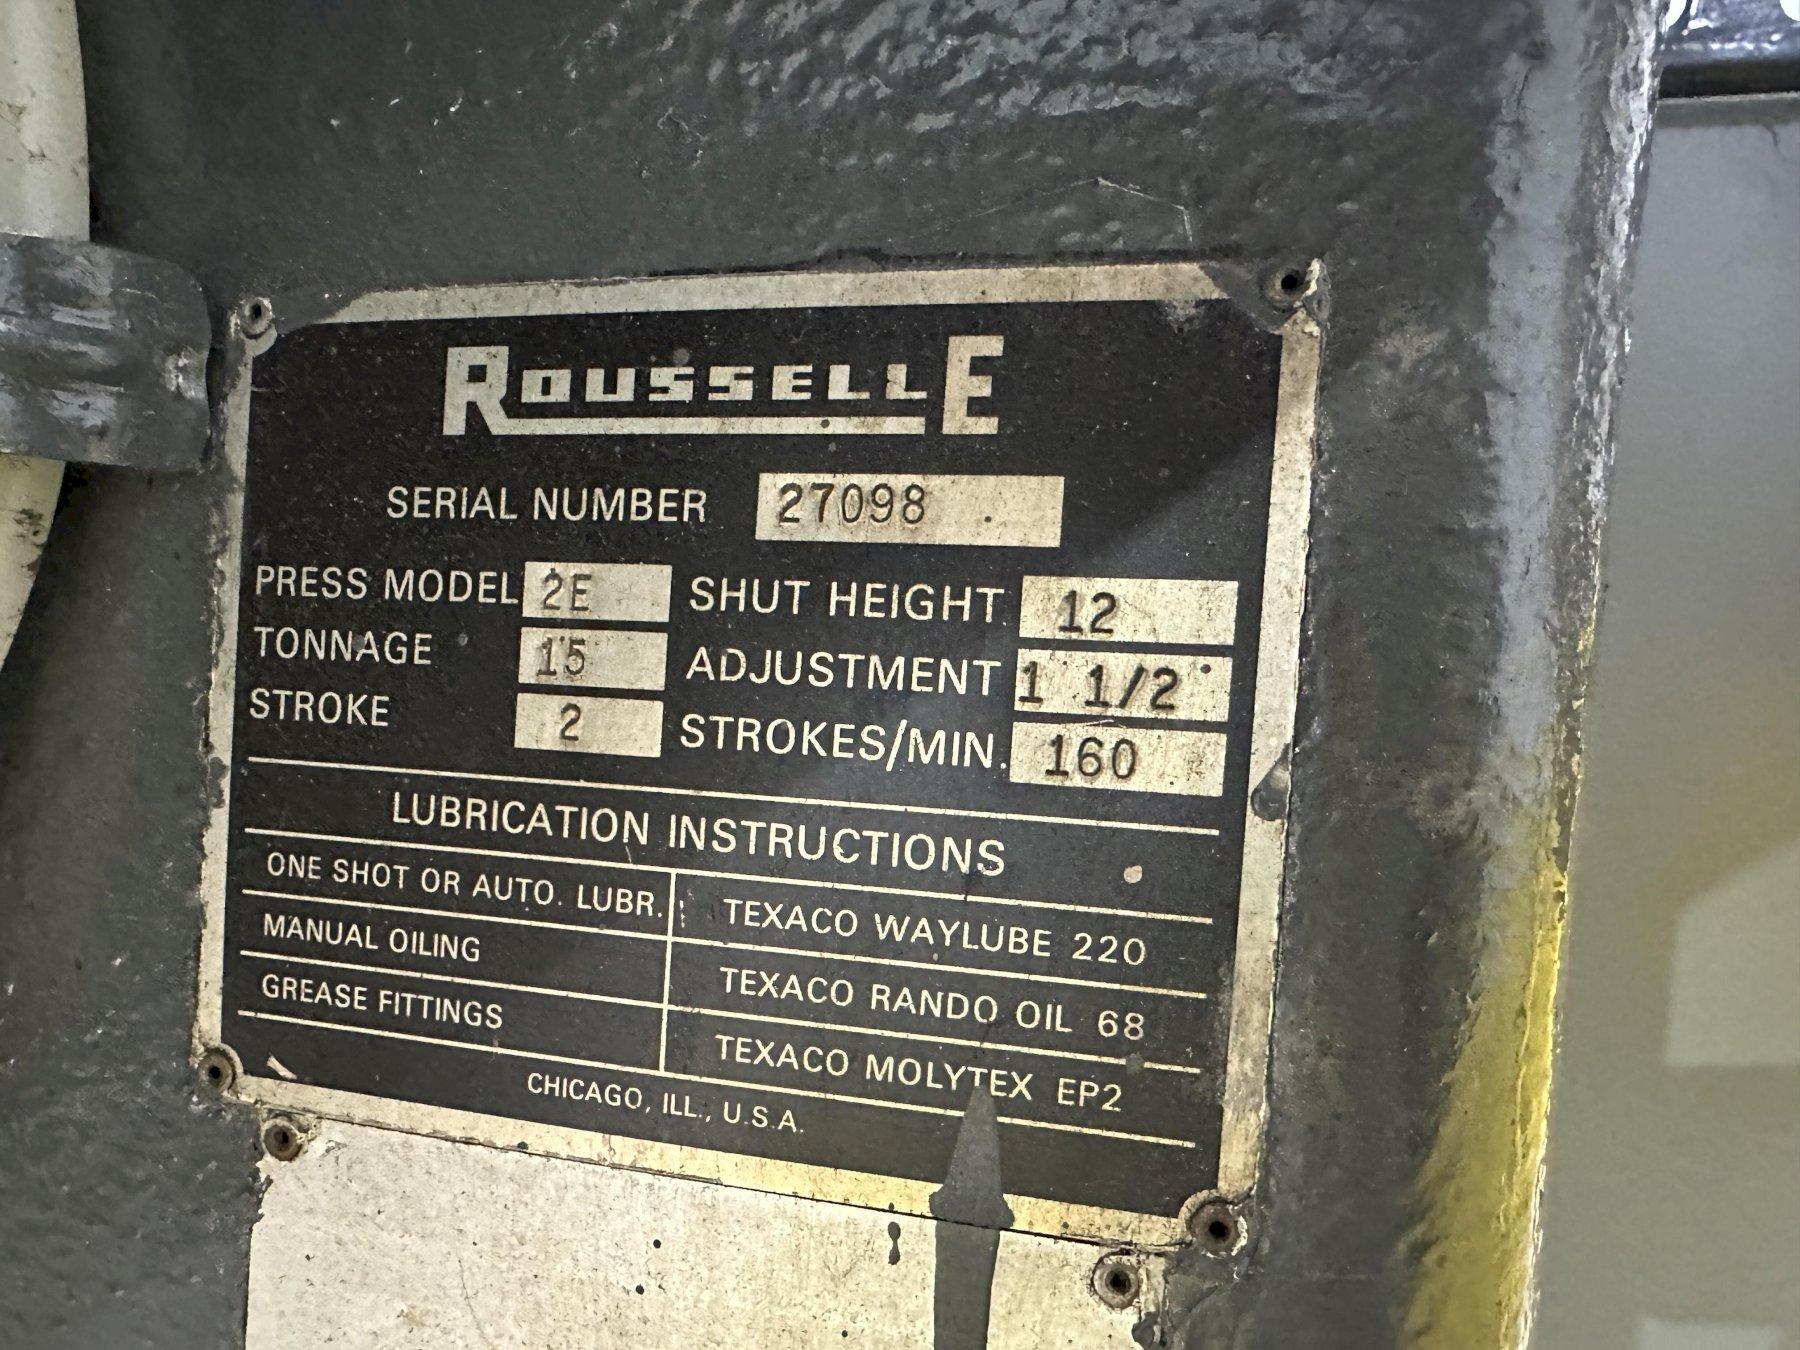 ROUSSELLE
SERIAL NUMBER 27098
PRESS MODEL 2E SHUT HEIGHT 12
TONNAGE 15 ADJUSTMENT 1 1/2
STROKE 2 STROKES/MIN. 160
LUBRICATION INSTRUCTIONS
ONE SHOT OR AUTO. LUBR. TEXACO WAYLUBE 220
MANUAL OILING TEXACO RANDO OIL 68
GREASE FITTINGS TEXACO MOLYTEX EP2
CHICAGO, ILL., U.S.A.